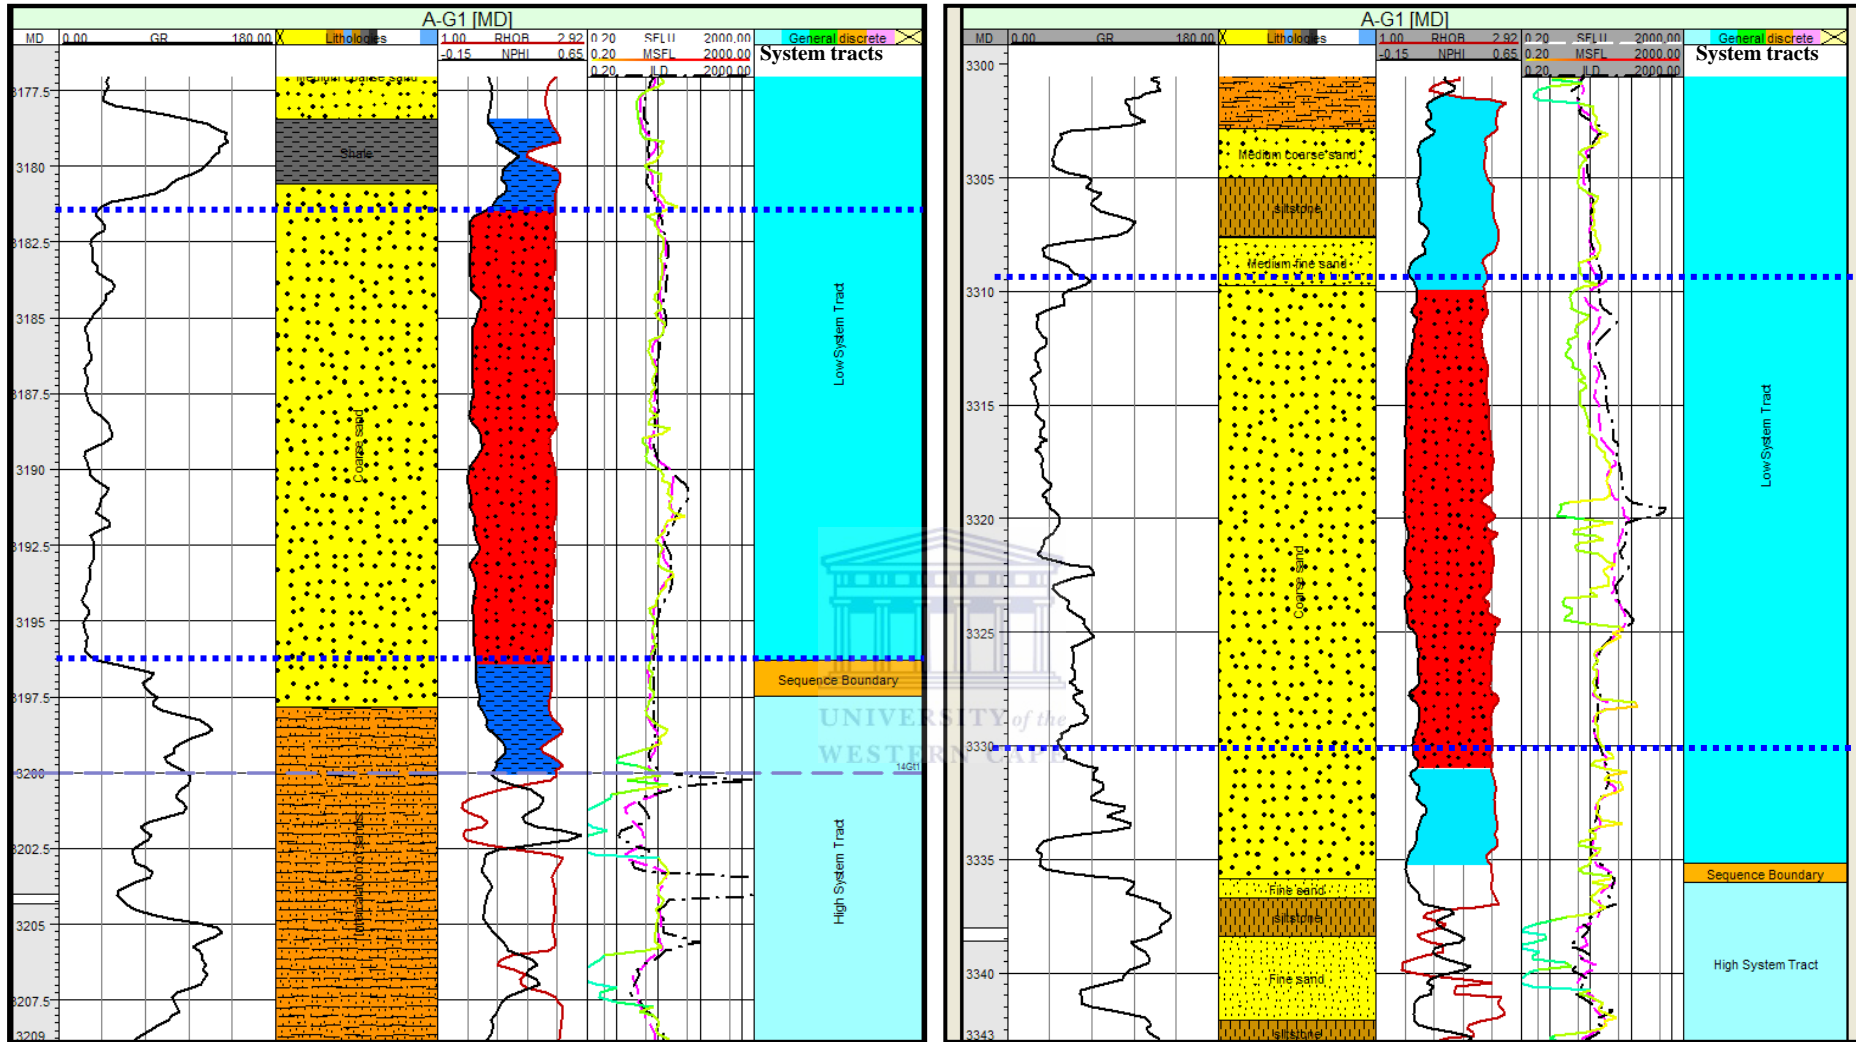 A-G1 [MD]
MD 0.00 GR 180.00 Lithologies 1.00 RHOB 2.92 0.20 SFLU 2000.00 General discrete
-0.15 NPHI 0.65 0.20 MSFL 2000.00 System tracts
0.20 ILD 2000.00
Medium coarse sand
3177.5
Shale
3180
3182.5
3185
Low System Tract
3187.5
Coarse sand
3190
3192.5
3195
Sequence Boundary
3197.5
14Gt1
3200
3202.5
High System Tract
3205
3207.5
3209
A-G1 [MD]
MD 0.00 GR 180.00 Lithologies 1.00 RHOB 2.92 0.20 SFLU 2000.00 General discrete
-0.15 NPHI 0.65 0.20 MSFL 2000.00 System tracts
0.20 ILD 2000.00
3300
Medium coarse sand
3305
siltstone
Medium fine sand
3310
3315
Low System Tract
3320
Coarse sand
3325
3330
3335
Sequence Boundary
Fine sand
siltstone
3340
Fine sand
High System Tract
3343
siltstone
UNIVERSITY of the
WESTERN CAPE